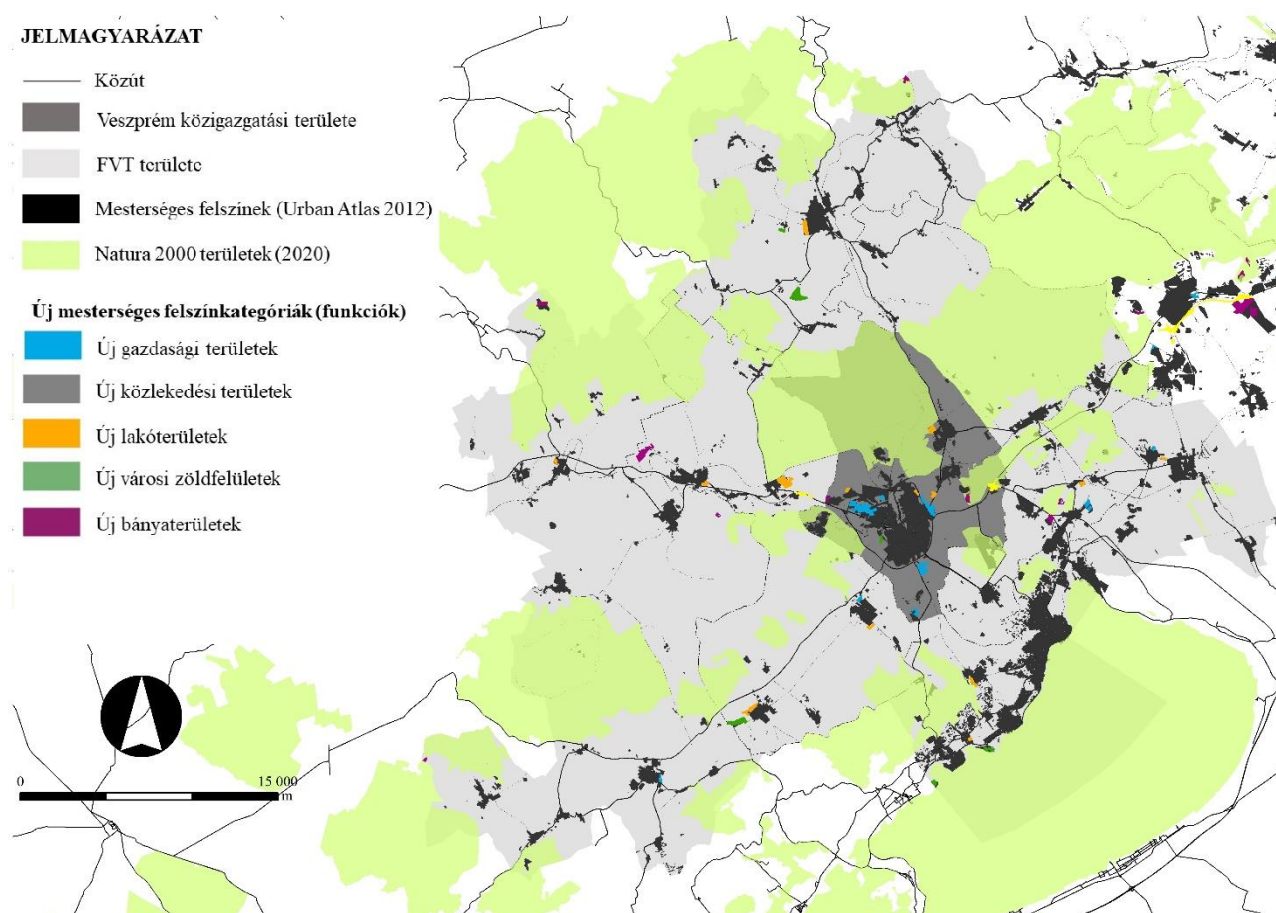 JELMAGYARÁZAT
Közút
Veszprém közigazgatási területe
FVT területe
Mesterséges felszínek (Urban Atlas 2012)
Natura 2000 területek (2020)
Új mesterséges felszínkategóriák (funkciók)
Új gazdasági területek
Új közlekedési területek
Új lakóterületek
Új városi zöldfelületek
Új bányaterületek
0 15 000
m